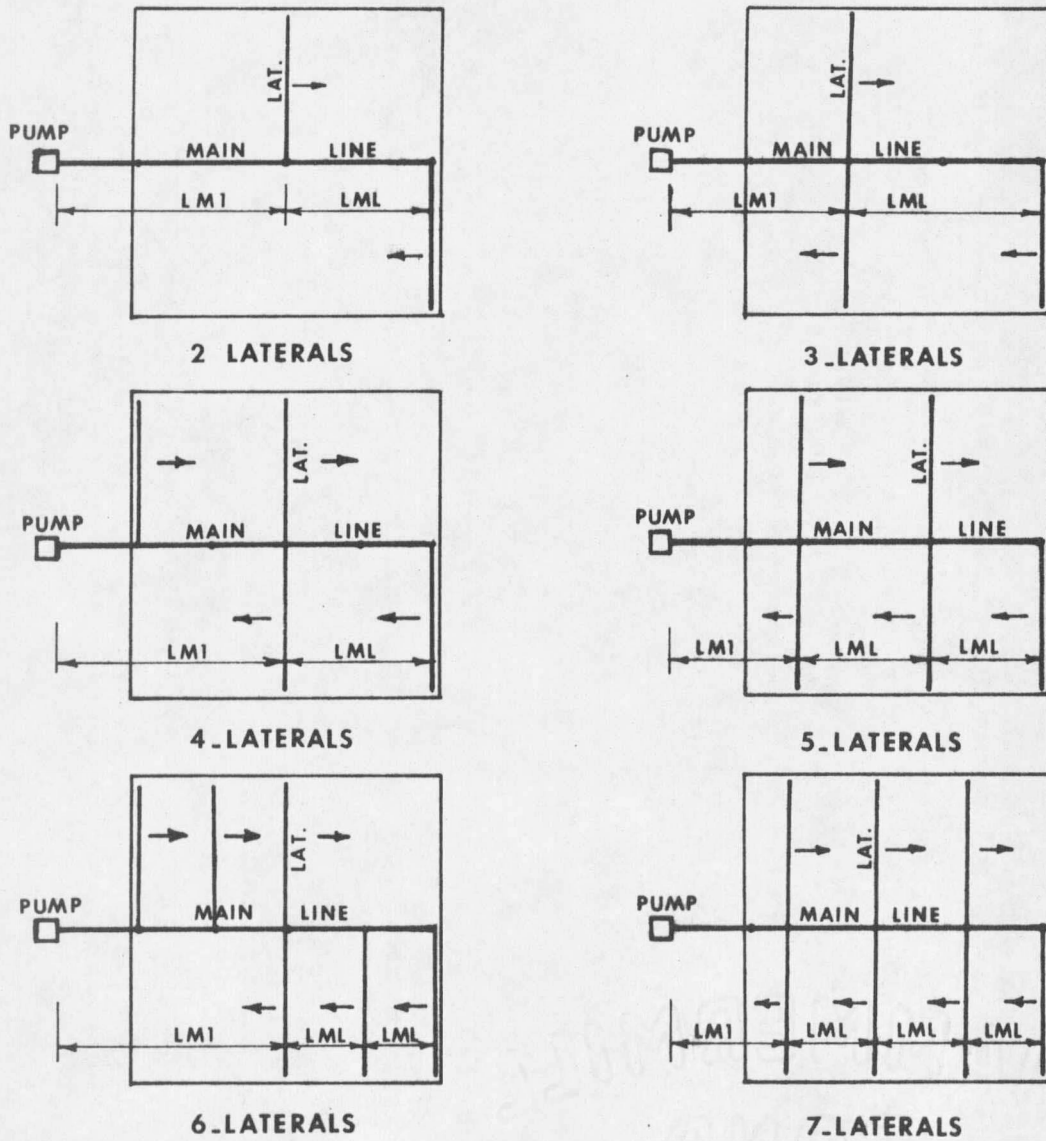 LAT.
PUMP
MAIN LINE
LM1 LML
2 LATERALS
LAT.
PUMP
MAIN LINE
LM1 LML
3_LATERALS
LAT.
PUMP
MAIN LINE
LM1 LML
4_LATERALS
LAT.
PUMP
MAIN LINE
LM1 LML LML
5_LATERALS
LAT.
PUMP
MAIN LINE
LM1 LML LML
6_LATERALS
LAT.
PUMP
MAIN LINE
LM1 LML LML LML
7_LATERALS